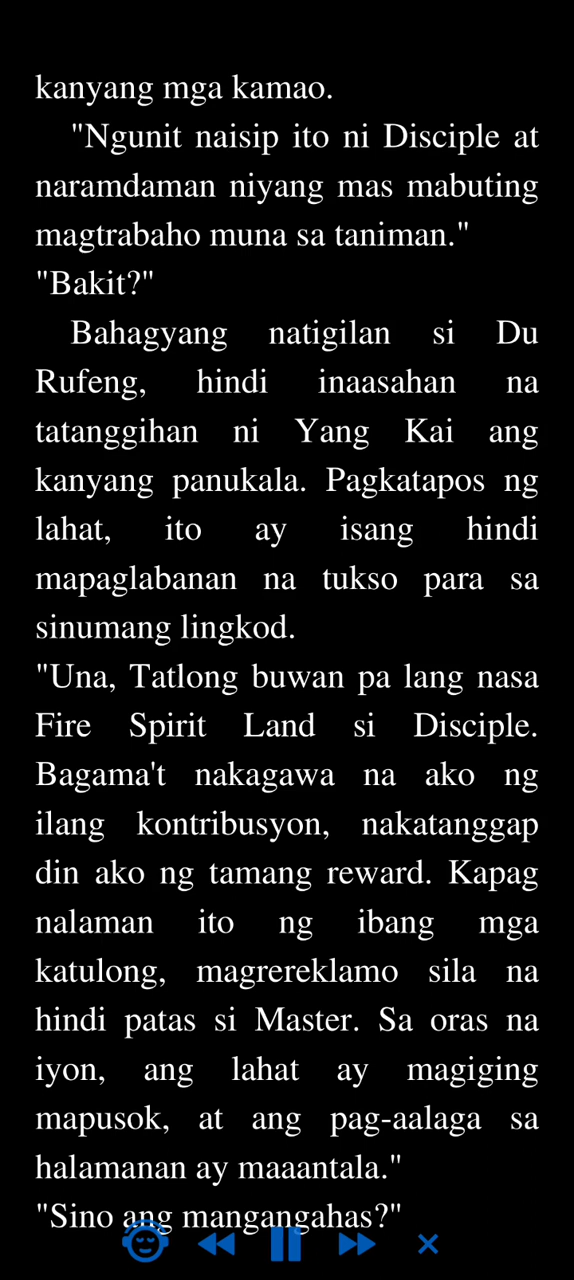 kanyang mga kamao.
"Ngunit naisip ito ni Disciple at
naramdaman niyang mas mabuting
magtrabaho muna sa taniman."
"Bakit?"
Bahagyang natigilan si Du
Rufeng, hindi inaasahan na
tatanggihan ni Yang Kai ang
kanyang panukala. Pagkatapos ng
lahat, ito ay isang hindi
mapaglabanan na tukso para sa
sinumang lingkod.
"Una, Tatlong buwan pa lang nasa
Fire Spirit Land si Disciple.
Bagama't nakagawa na ako ng
ilang kontribusyon, nakatanggap
din ako ng tamang reward. Kapag
nalaman ito ng ibang mga
katulong, magrereklamo sila na
hindi patas si Master. Sa oras na
iyon, ang lahat ay magiging
mapusok, at ang pag-aalaga sa
halamanan ay maaantala."
"Sino ang mangangahas?"